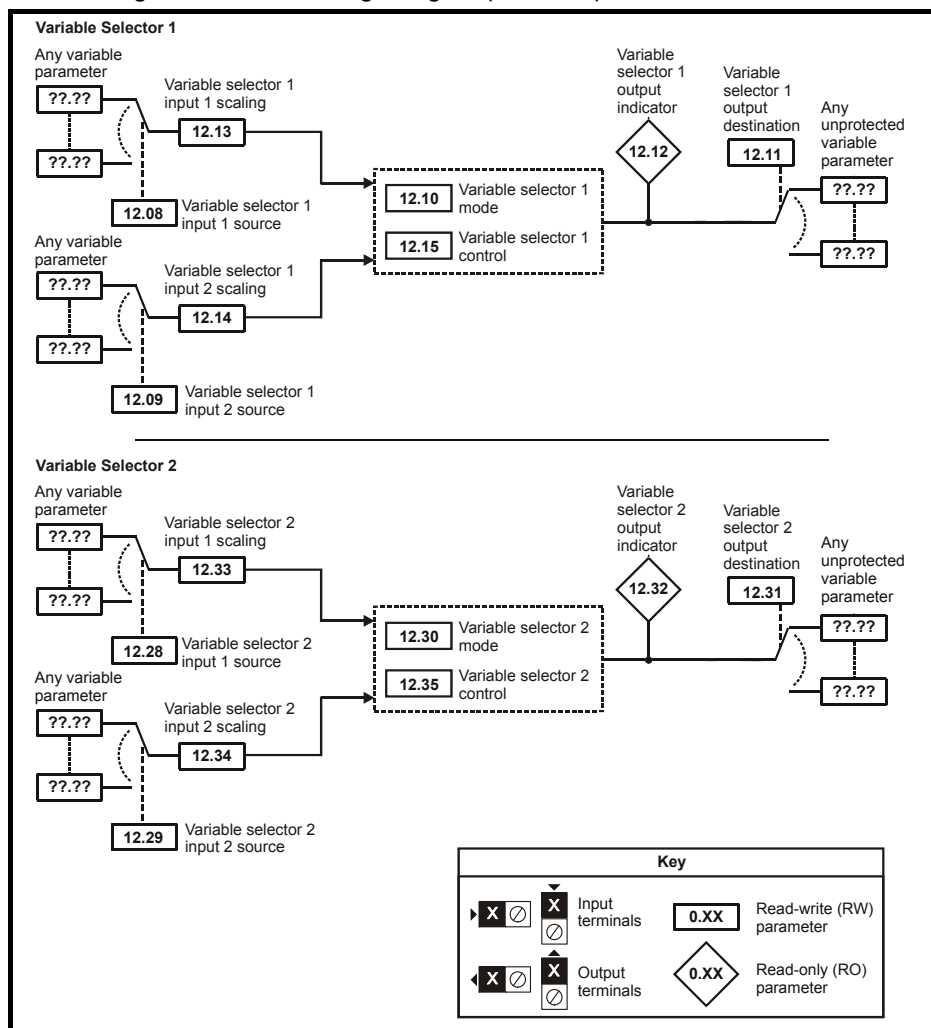 Variable Selector 1
Any variable
parameter
??.??
??.??
Variable selector 1
input 1 scaling
12.13
12.08
Variable selector 1
input 1 source
Any variable
parameter
??.??
??.??
Variable selector 1
input 2 scaling
12.14
12.09
Variable selector 1
input 2 source
12.10
Variable selector 1
mode
12.15
Variable selector 1
control
Variable
selector 1
output
indicator
12.12
Variable
selector 1
output
destination
12.11
Any
unprotected
variable
parameter
??.??
??.??
Variable Selector 2
Any variable
parameter
??.??
??.??
Variable selector 2
input 1 scaling
12.33
12.28
Variable selector 2
input 1 source
Any variable
parameter
??.??
??.??
Variable selector 2
input 2 scaling
12.34
12.29
Variable selector 2
input 2 source
12.30
Variable selector 2
mode
12.35
Variable selector 2
control
Variable
selector 2
output
indicator
12.32
Variable
selector 2
output
destination
12.31
Any
unprotected
variable
parameter
??.??
??.??
Key
X
X
Input
terminals
0.XX
Read-write (RW)
parameter
X
X
Output
terminals
0.XX
Read-only (RO)
parameter